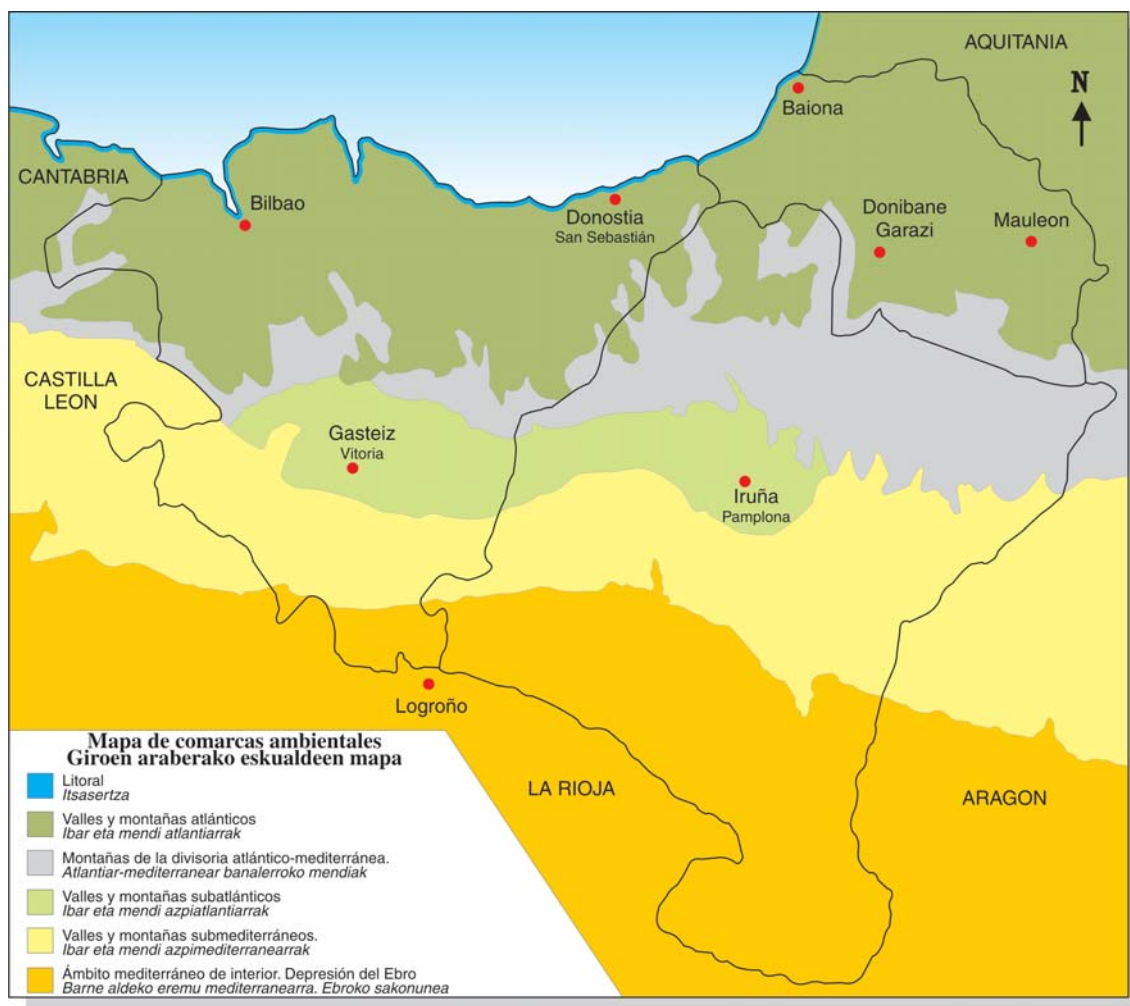 AQUITANIA
N
Baiona
CANTABRIA
Bilbao
Donostia
San Sebastián
Donibane
Garazi
Mauleon
CASTILLA
LEON
Gasteiz
Vitoria
Iruña
Pamplona
Logroño
LA RIOJA
ARAGON
Mapa de comarcas ambientales
Giroen araberako eskualdeen mapa
Litoral
Itsasertza
Valles y montañas atlánticos
Ibar eta mendi atlantiarrak
Montañas de la divisoria atlántico-mediterránea.
Atlantiar-mediterranear banalerroko mendiak
Valles y montañas subatlánticos
Ibar eta mendi azpiatlantiarrak
Valles y montañas submediterráneos.
Ibar eta mendi azpimediterranearrak
Ámbito mediterráneo de interior. Depresión del Ebro
Barne aldeko eremu mediterranearra. Ebroko sakonunea